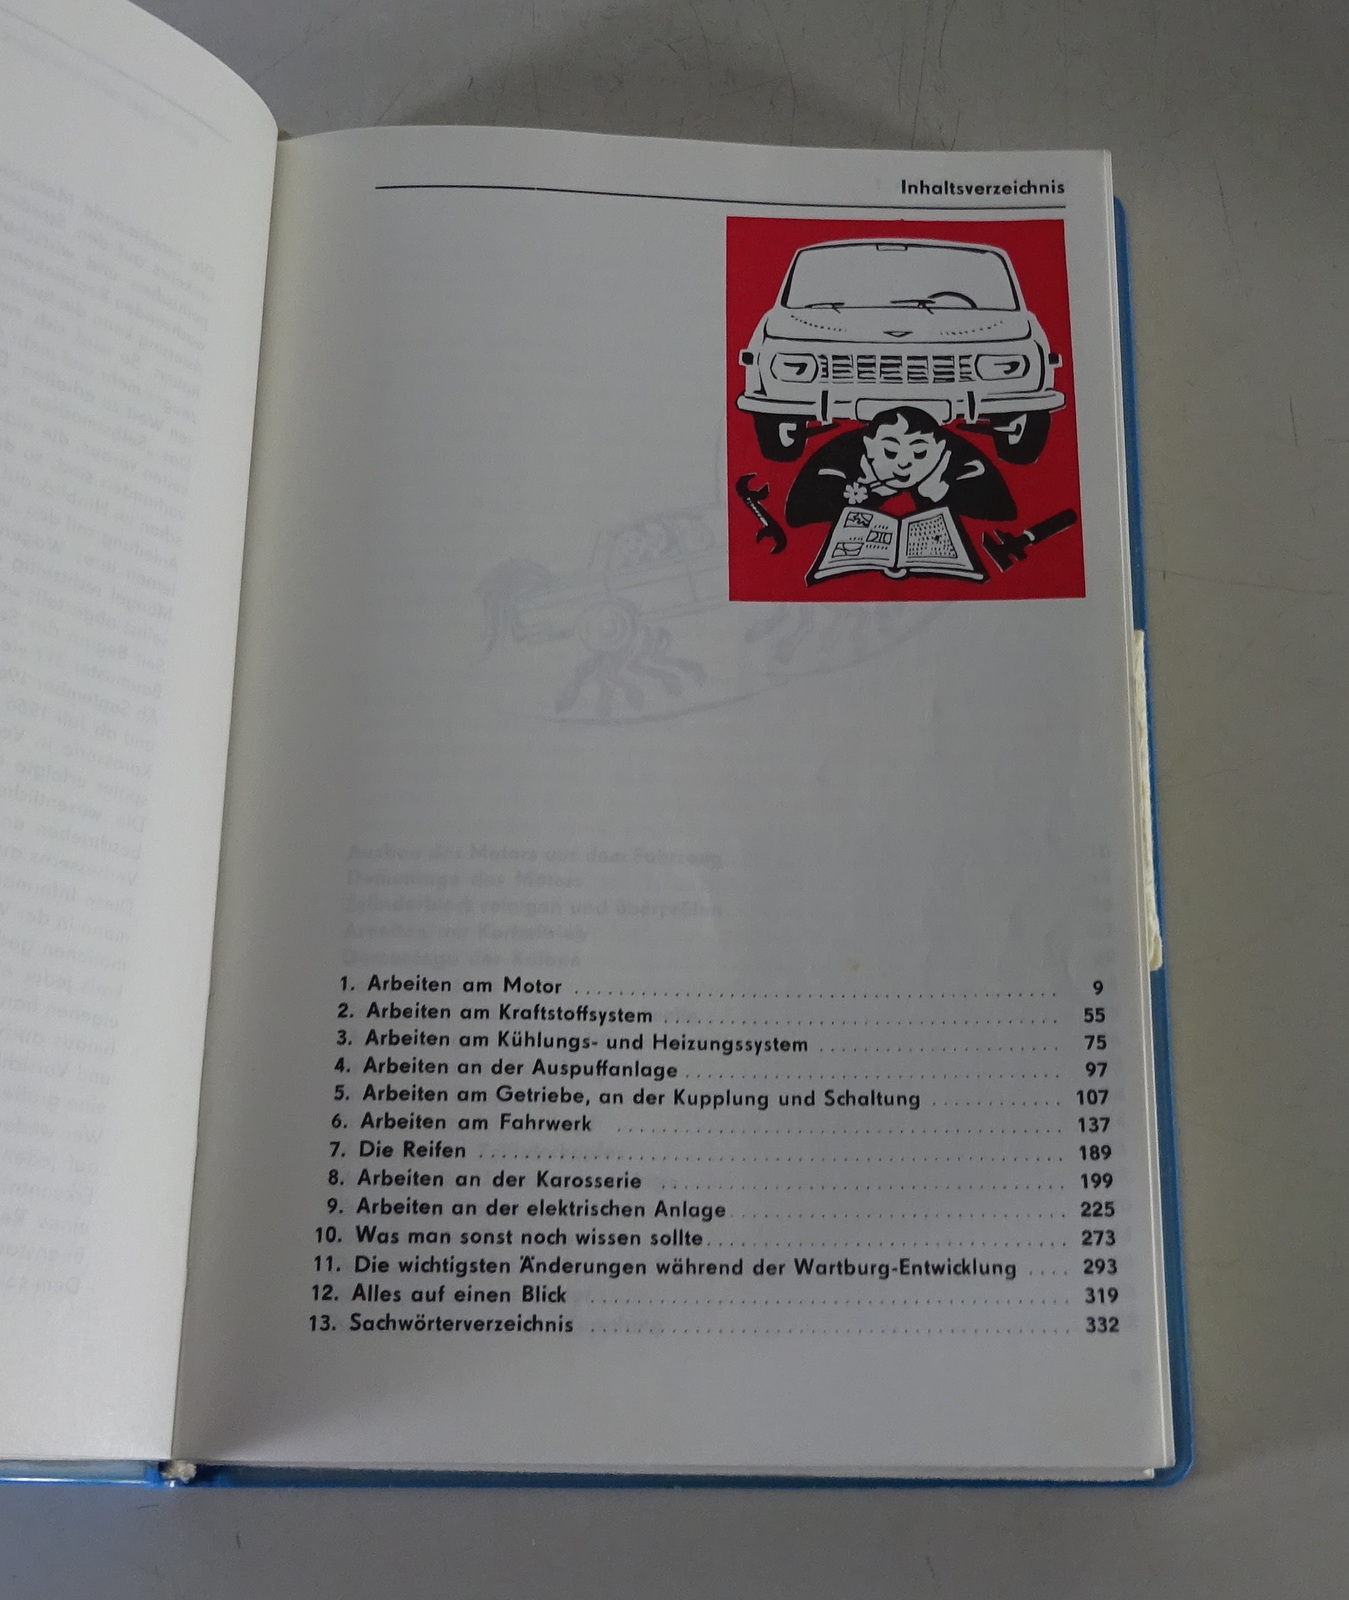 Inhaltsverzeichnis
1. Arbeiten am Motor 9
2. Arbeiten am Kraftstoffsystem 55
3. Arbeiten am Kühlungs- und Heizungssystem 75
4. Arbeiten an der Auspuffanlage 97
5. Arbeiten am Getriebe, an der Kupplung und Schaltung 107
6. Arbeiten am Fahrwerk 137
7. Die Reifen 189
8. Arbeiten an der Karosserie 199
9. Arbeiten an der elektrischen Anlage 225
10. Was man sonst noch wissen sollte 273
11. Die wichtigsten Änderungen während der Wartburg-Entwicklung 293
12. Alles auf einen Blick 319
13. Sachwörterverzeichnis 332